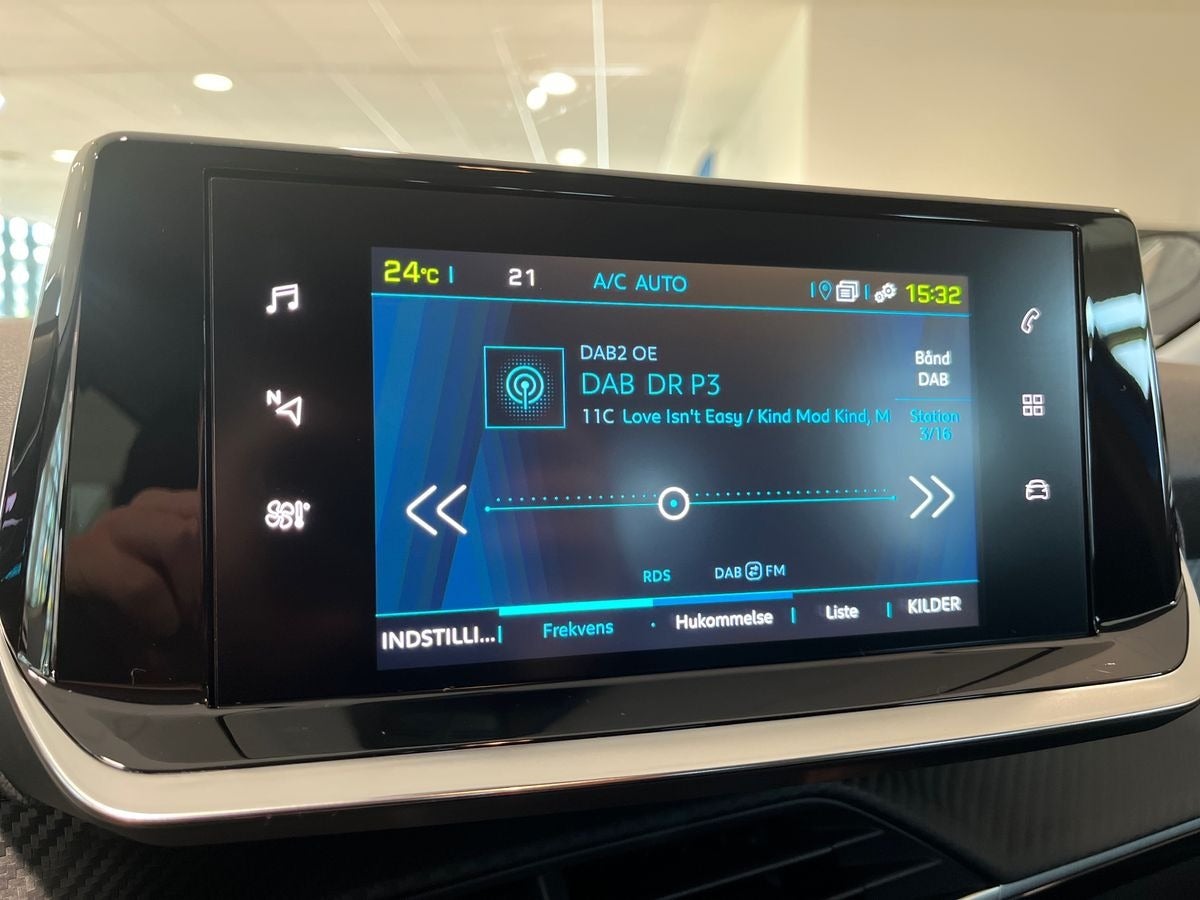 24°C 21 A/C AUTO 15:32
N
DAB2 OE
DAB DR P3
11C Love Isn't Easy / Kind Mod Kind, M
Bånd
DAB
Station
3/16
RDS DAB FM
INDSTILLI... Frekvens Hukommelse Liste KILDER